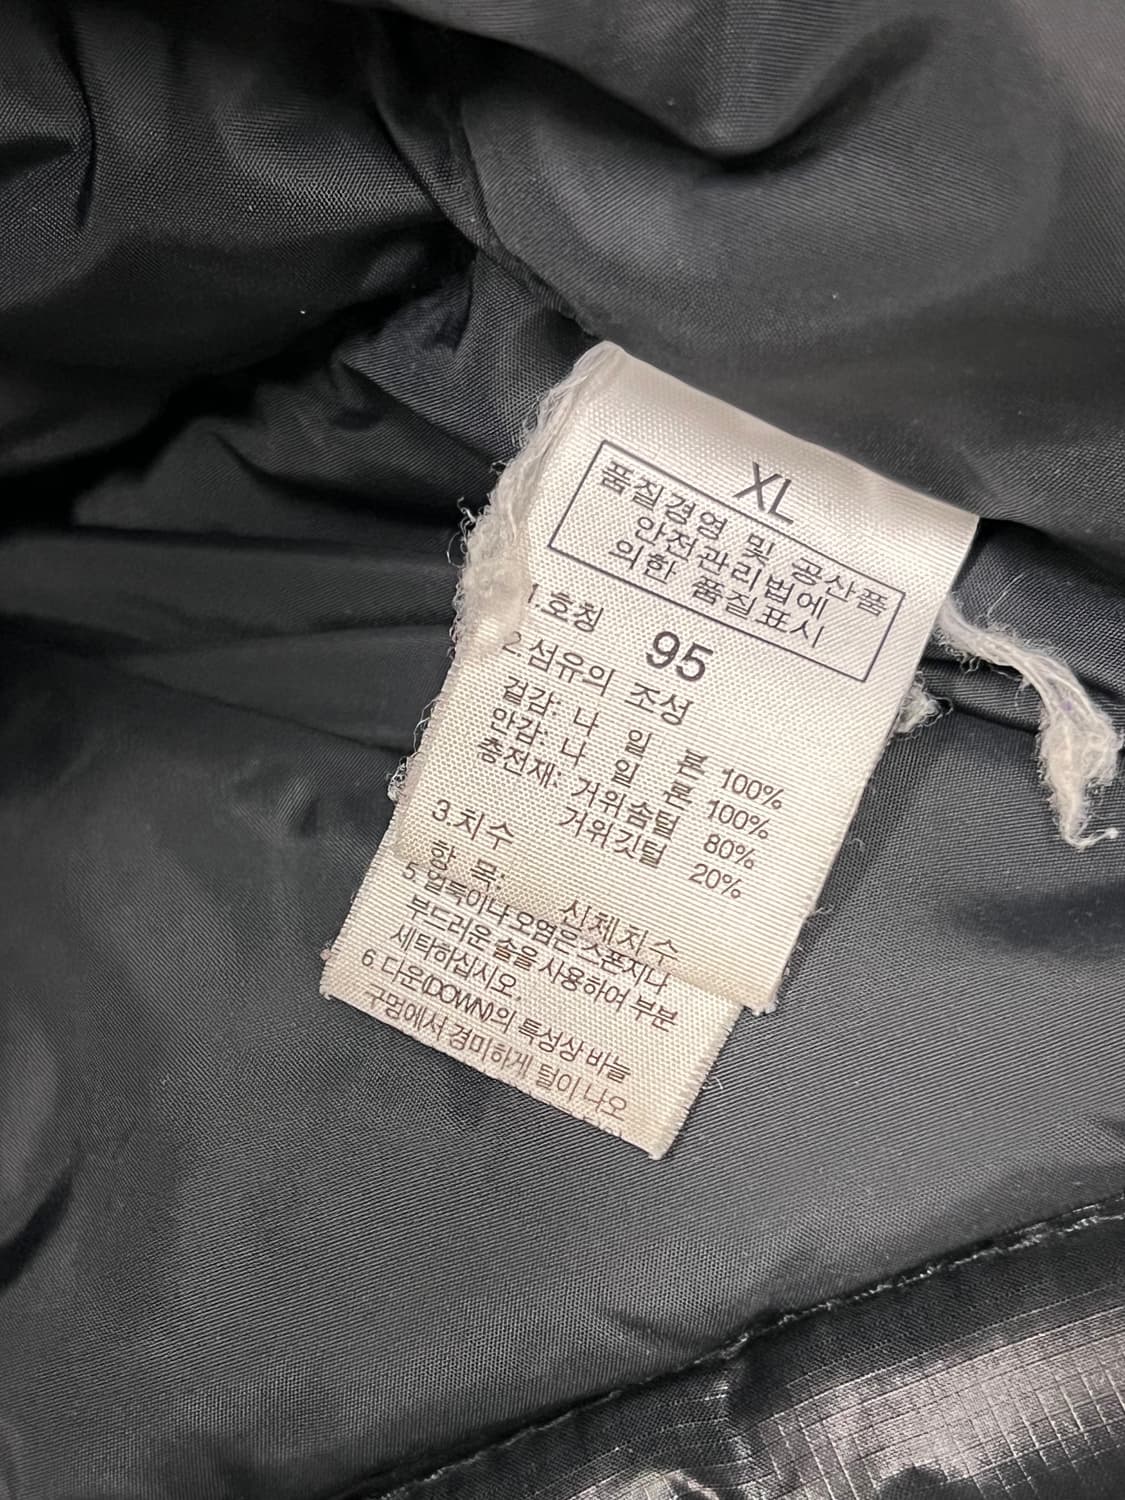 XL
품질경영 및 공산품
안전관리법에
의한 품질표시
1.호칭 95
2.섬유의 조성
겉감: 나 일 론 100%
안감: 나 일 론 100%
충전재: 거위솜털 80%
거위깃털 20%
3.치수
항 목: 신체치수
5 얼룩이나 오염은 스폰지나
부드러운 솔을 사용하여 부분
세탁하십시오.
6 다운(DOWN)의 특성상 바늘
구멍에서 경미하게 털이 나오